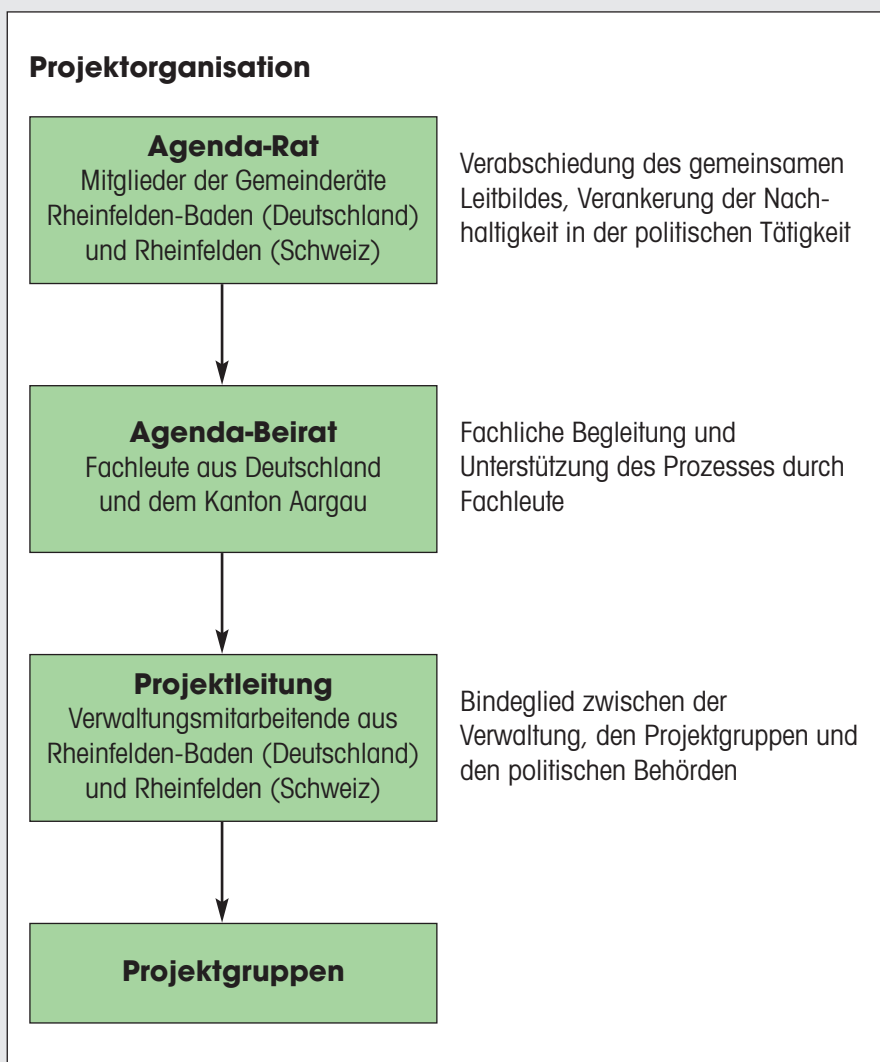 Projektorganisation
Agenda-Rat
Mitglieder der Gemeinderäte
Rheinfelden-Baden (Deutschland)
und Rheinfelden (Schweiz)
Verabschiedung des gemeinsamen
Leitbildes, Verankerung der Nach-
haltigkeit in der politischen Tätigkeit
Agenda-Beirat
Fachleute aus Deutschland
und dem Kanton Aargau
Fachliche Begleitung und
Unterstützung des Prozesses durch
Fachleute
Projektleitung
Verwaltungsmitarbeitende aus
Rheinfelden-Baden (Deutschland)
und Rheinfelden (Schweiz)
Bindeglied zwischen der
Verwaltung, den Projektgruppen und
den politischen Behörden
Projektgruppen